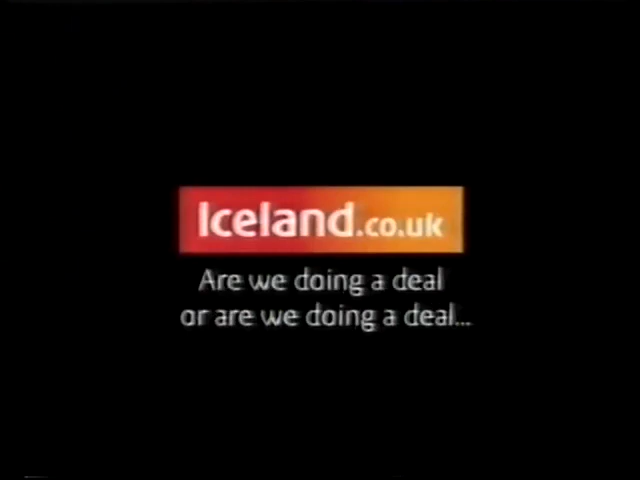 Iceland.co.uk
Are we doing a deal
or are we doing a deal...